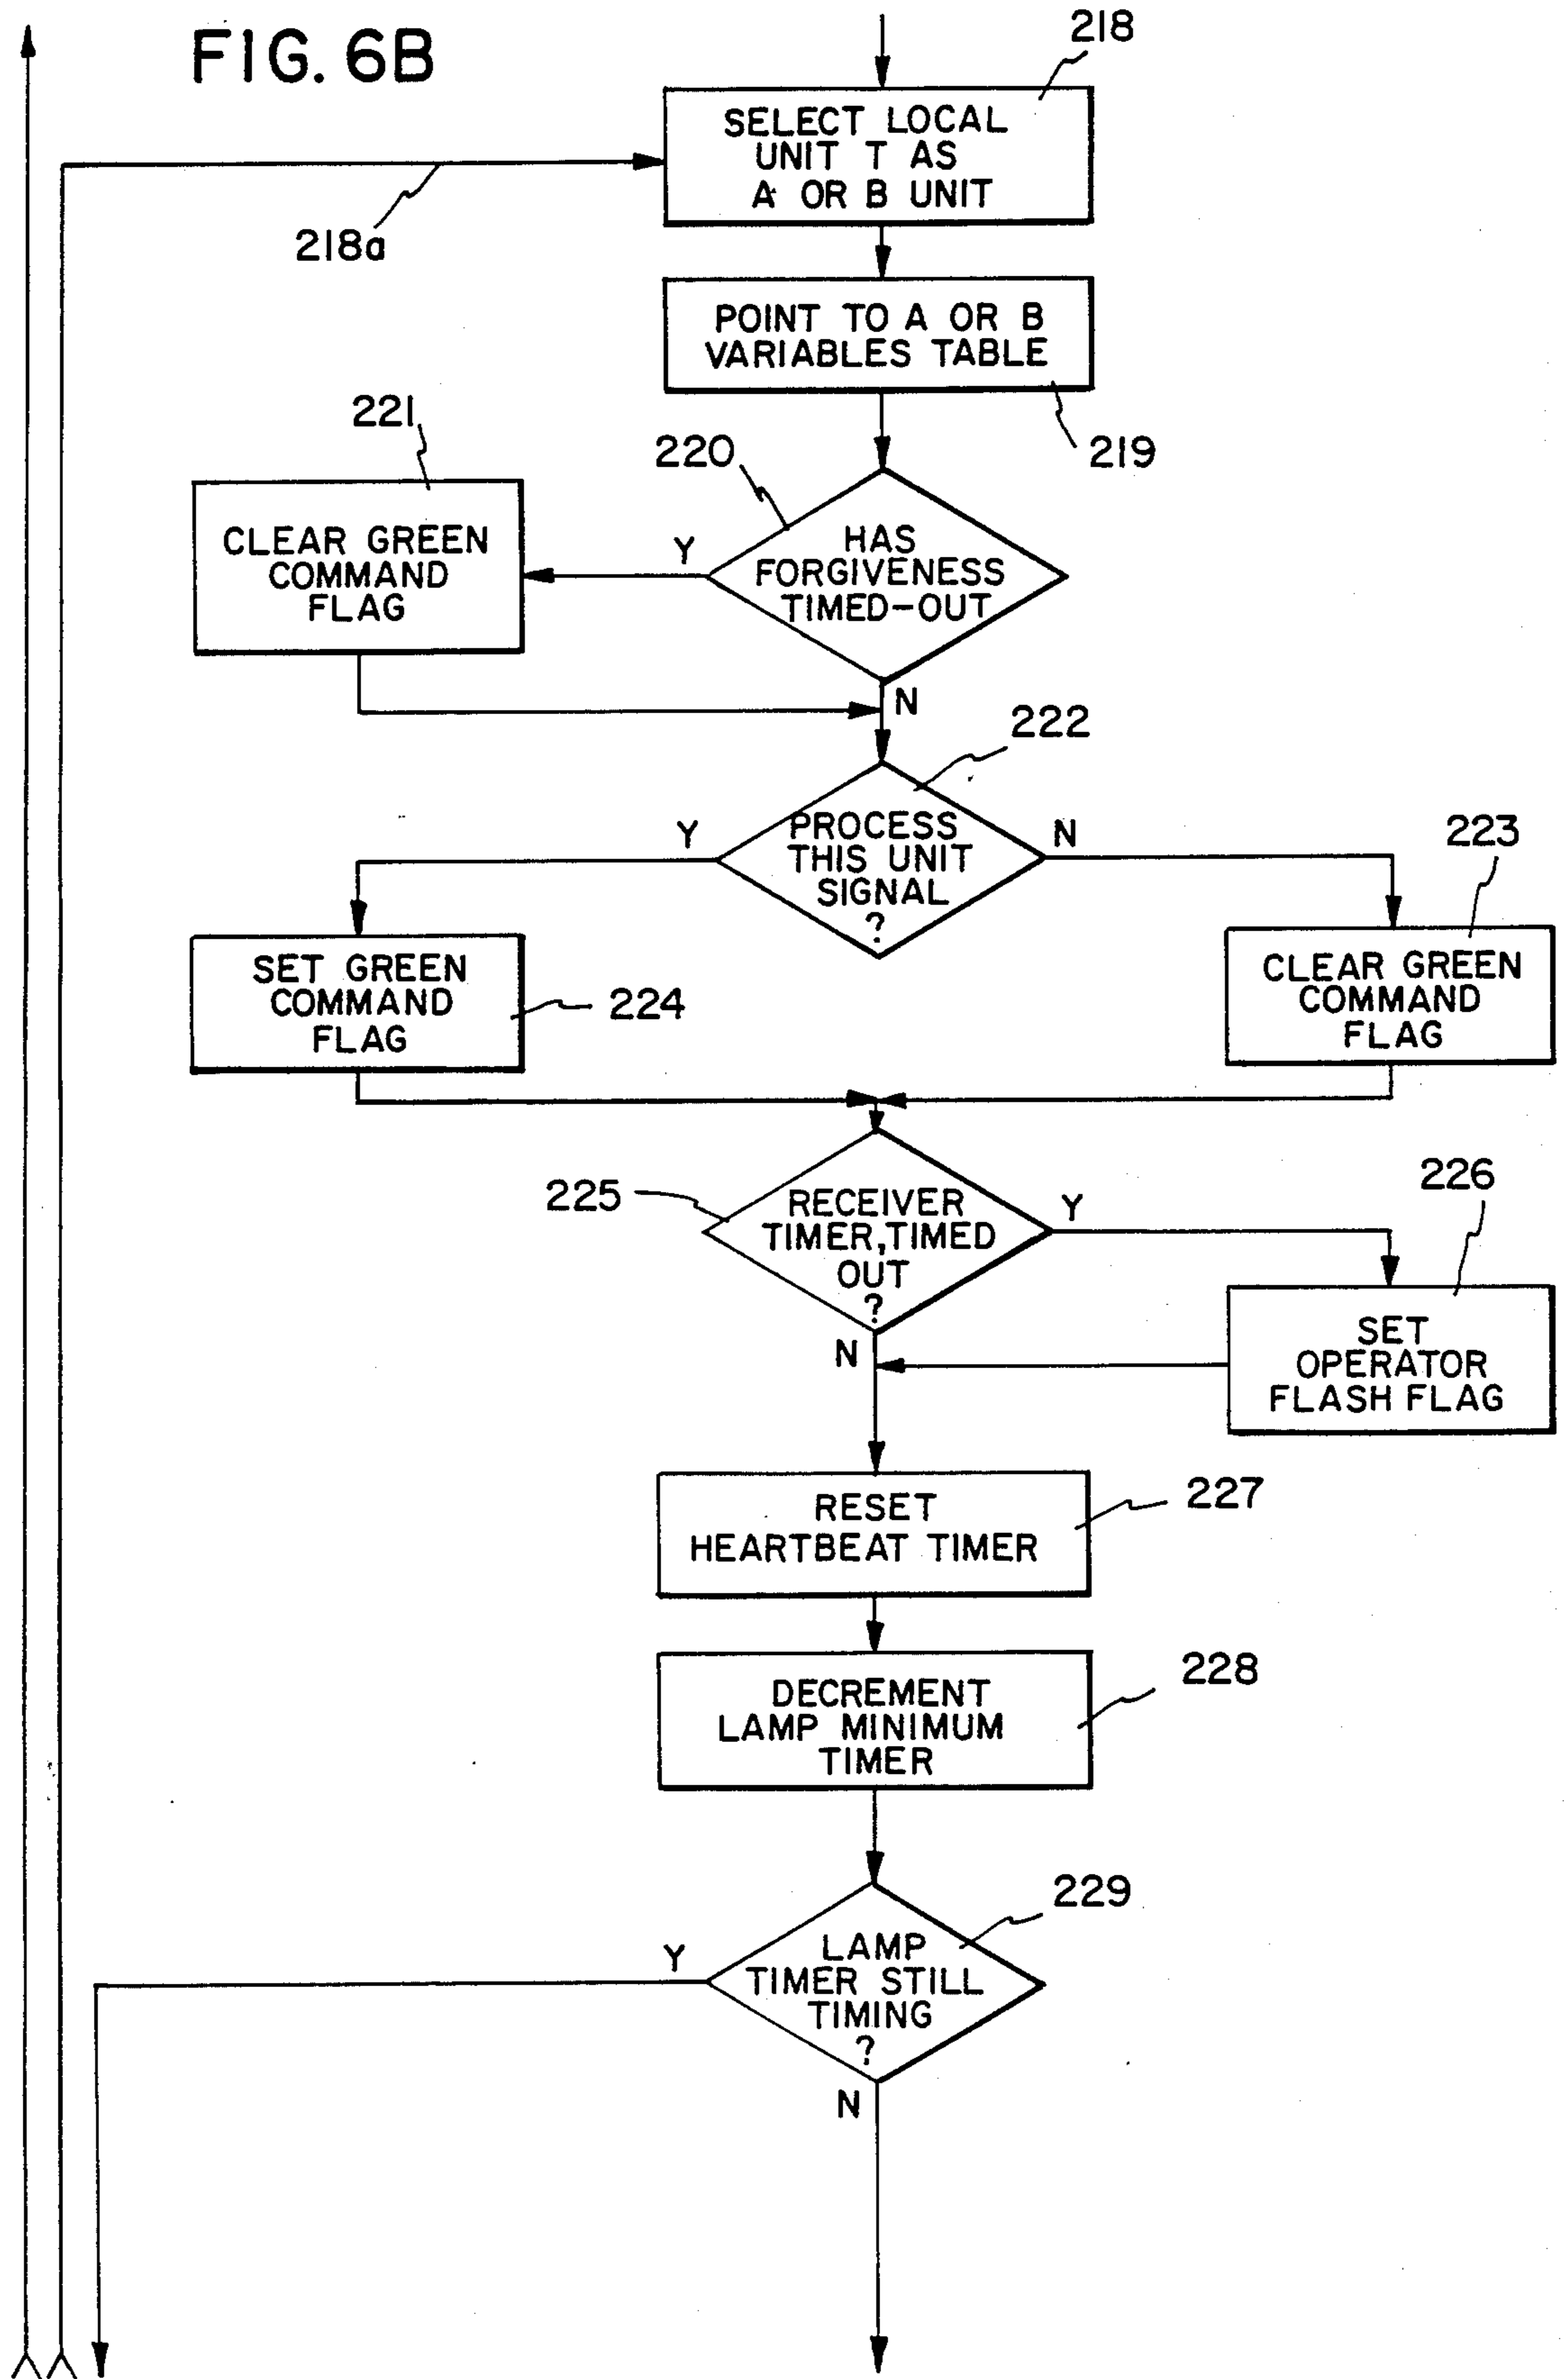 FIG. 6B
218
SELECT LOCAL
UNIT T AS
A OR B UNIT
218a
POINT TO A OR B
VARIABLES TABLE
219
221
220
CLEAR GREEN
COMMAND
FLAG
Y
HAS
FORGIVENESS
TIMED-OUT
N
222
Y
PROCESS
THIS UNIT
SIGNAL
?
N
223
SET GREEN
COMMAND
FLAG
224
CLEAR GREEN
COMMAND
FLAG
225
RECEIVER
TIMER,TIMED
OUT
?
Y
226
N
SET
OPERATOR
FLASH FLAG
RESET
HEARTBEAT TIMER
227
DECREMENT
LAMP MINIMUM
TIMER
228
229
Y
LAMP
TIMER STILL
TIMING
?
N